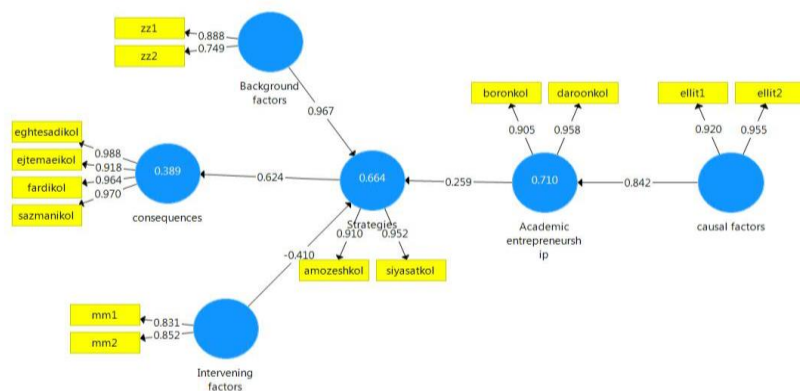 zz1
0.888
zz2
0.749
Background
factors
0.967
boronkol
daroonkol
ellit1
ellit2
0.905
0.958
0.920
0.955
eghtesadikol
0.988
ejtemaeikol
0.918
fardikol
0.964
sazmanikol
0.970
0.389
consequences
0.624
0.664
Strategies
0.259
0.710
Academic
entrepreneursh
ip
0.842
causal factors
0.910
0.952
amozeshkol
siyasatkol
-0.410
mm1
0.831
mm2
0.852
Intervening
factors